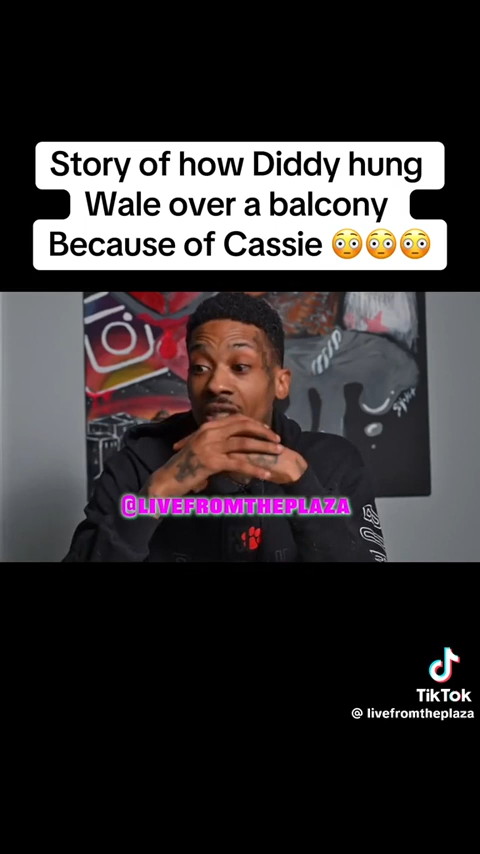 Story of how Diddy hung
Wale over a balcony
Because of Cassie 😳😳😳
@LIVEFROMTHEPLAZA
TikTok
@ livefromtheplaza